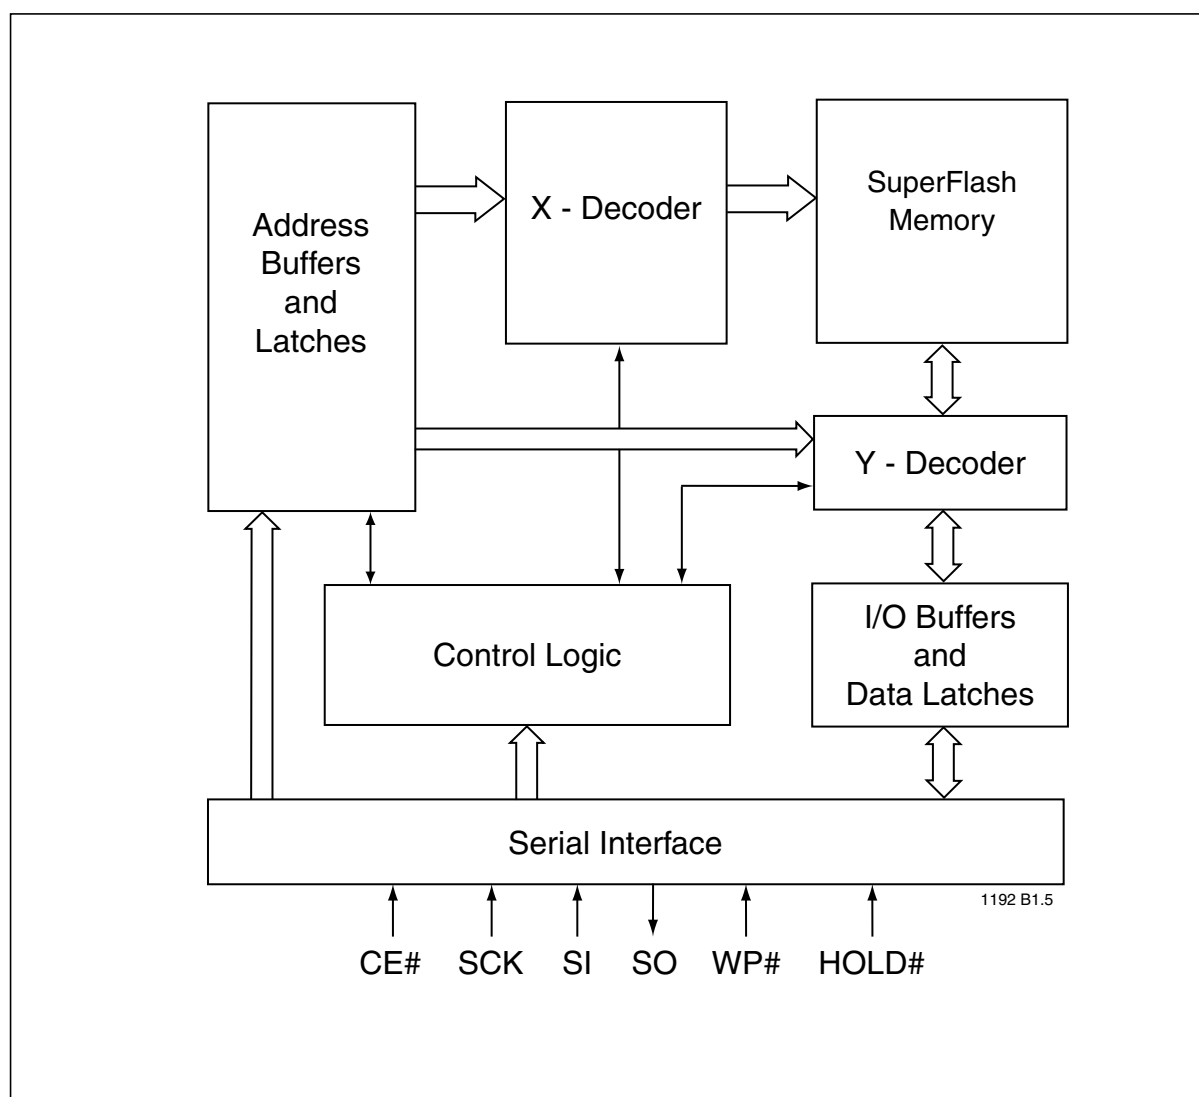 Address
Buffers
and
Latches
X - Decoder
SuperFlash
Memory
Y - Decoder
Control Logic
I/O Buffers
and
Data Latches
Serial Interface
1192 B1.5
CE# SCK SI SO WP# HOLD#